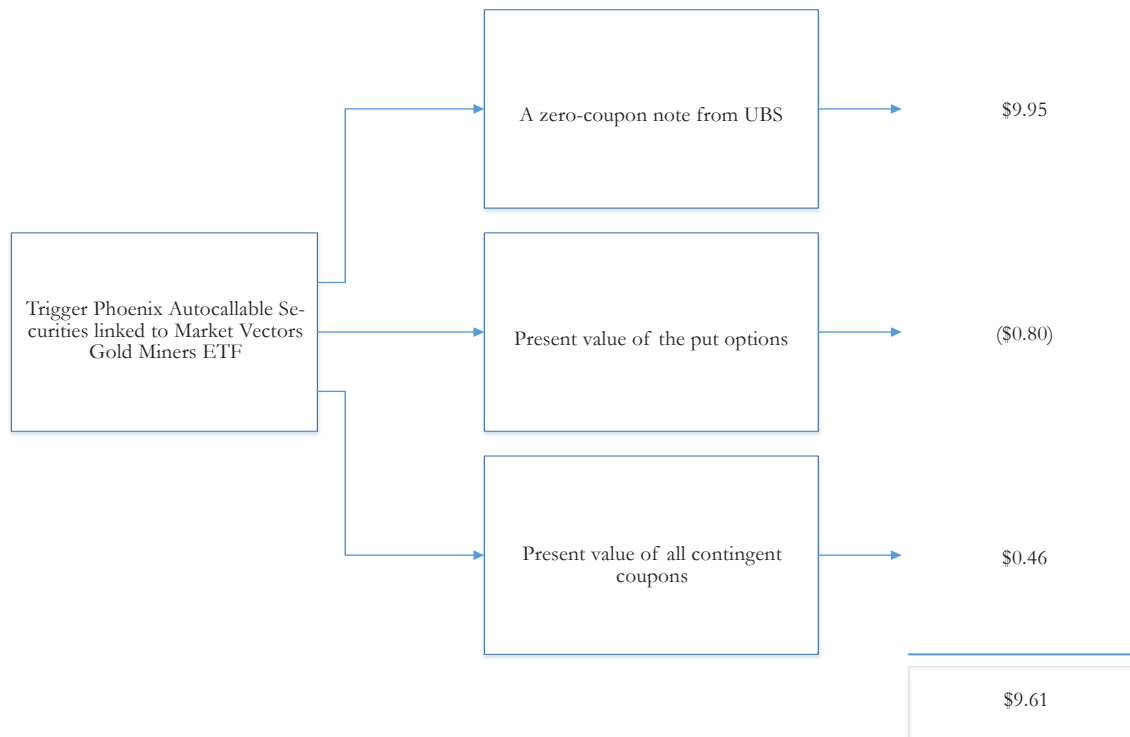 A zero-coupon note from UBS
$9.95
Trigger Phoenix Autocallable Se-
curities linked to Market Vectors
Gold Miners ETF
Present value of the put options
($0.80)
Present value of all contingent
coupons
$0.46
$9.61